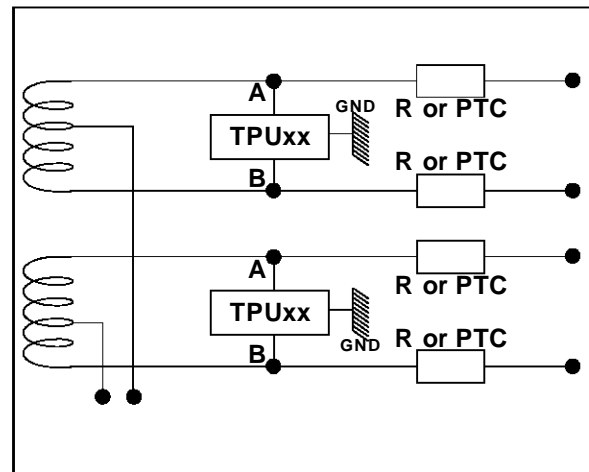 A
GND
R or PTC
TPUxx
B
R or PTC
A
R or PTC
TPUxx
GND
B
R or PTC